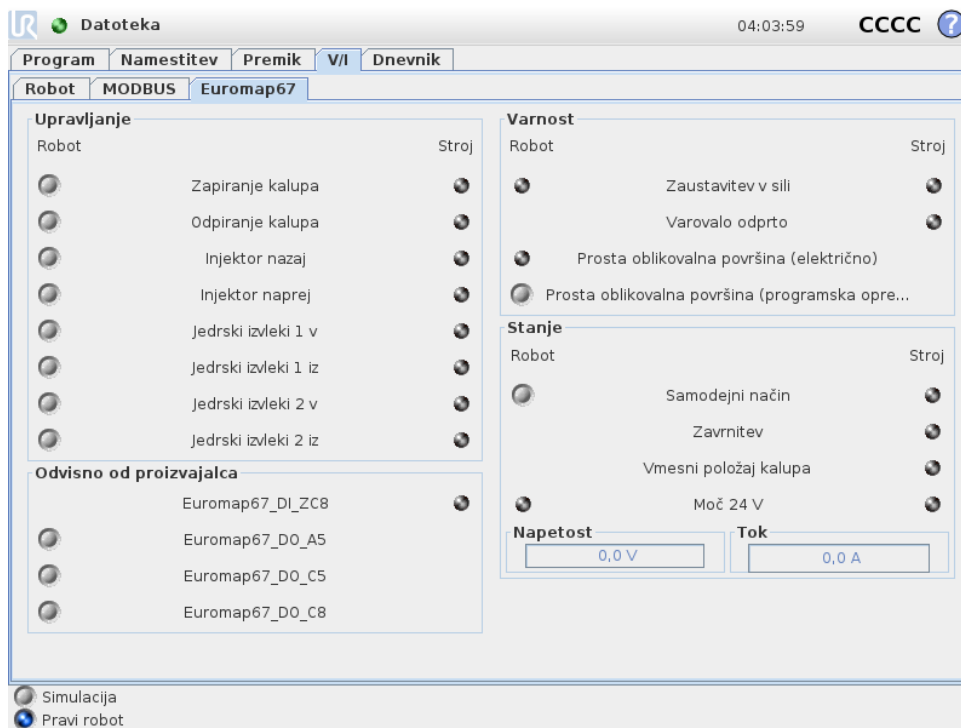 UR Datoteka 04:03:59 CCCC ?
Program Namestitev Premik V/I Dnevnik
Robot MODBUS Euromap67
Upravljanje
Robot Stroj
Zapiranje kalupa
Odpiranje kalupa
Injektor nazaj
Injektor naprej
Jedrski izvleki 1 v
Jedrski izvleki 1 iz
Jedrski izvleki 2 v
Jedrski izvleki 2 iz
Odvisno od proizvajalca
Euromap67_DI_ZC8
Euromap67_DO_A5
Euromap67_DO_C5
Euromap67_DO_C8
Varnost
Robot Stroj
Zaustavitev v sili
Varovalo odprto
Prosta oblikovalna površina (električno)
Prosta oblikovalna površina (programska opre...
Stanje
Robot Stroj
Samodejni način
Zavrnitev
Vmesni položaj kalupa
Moč 24 V
Napetost Tok
0,0 V 0,0 A
Simulacija
Pravi robot